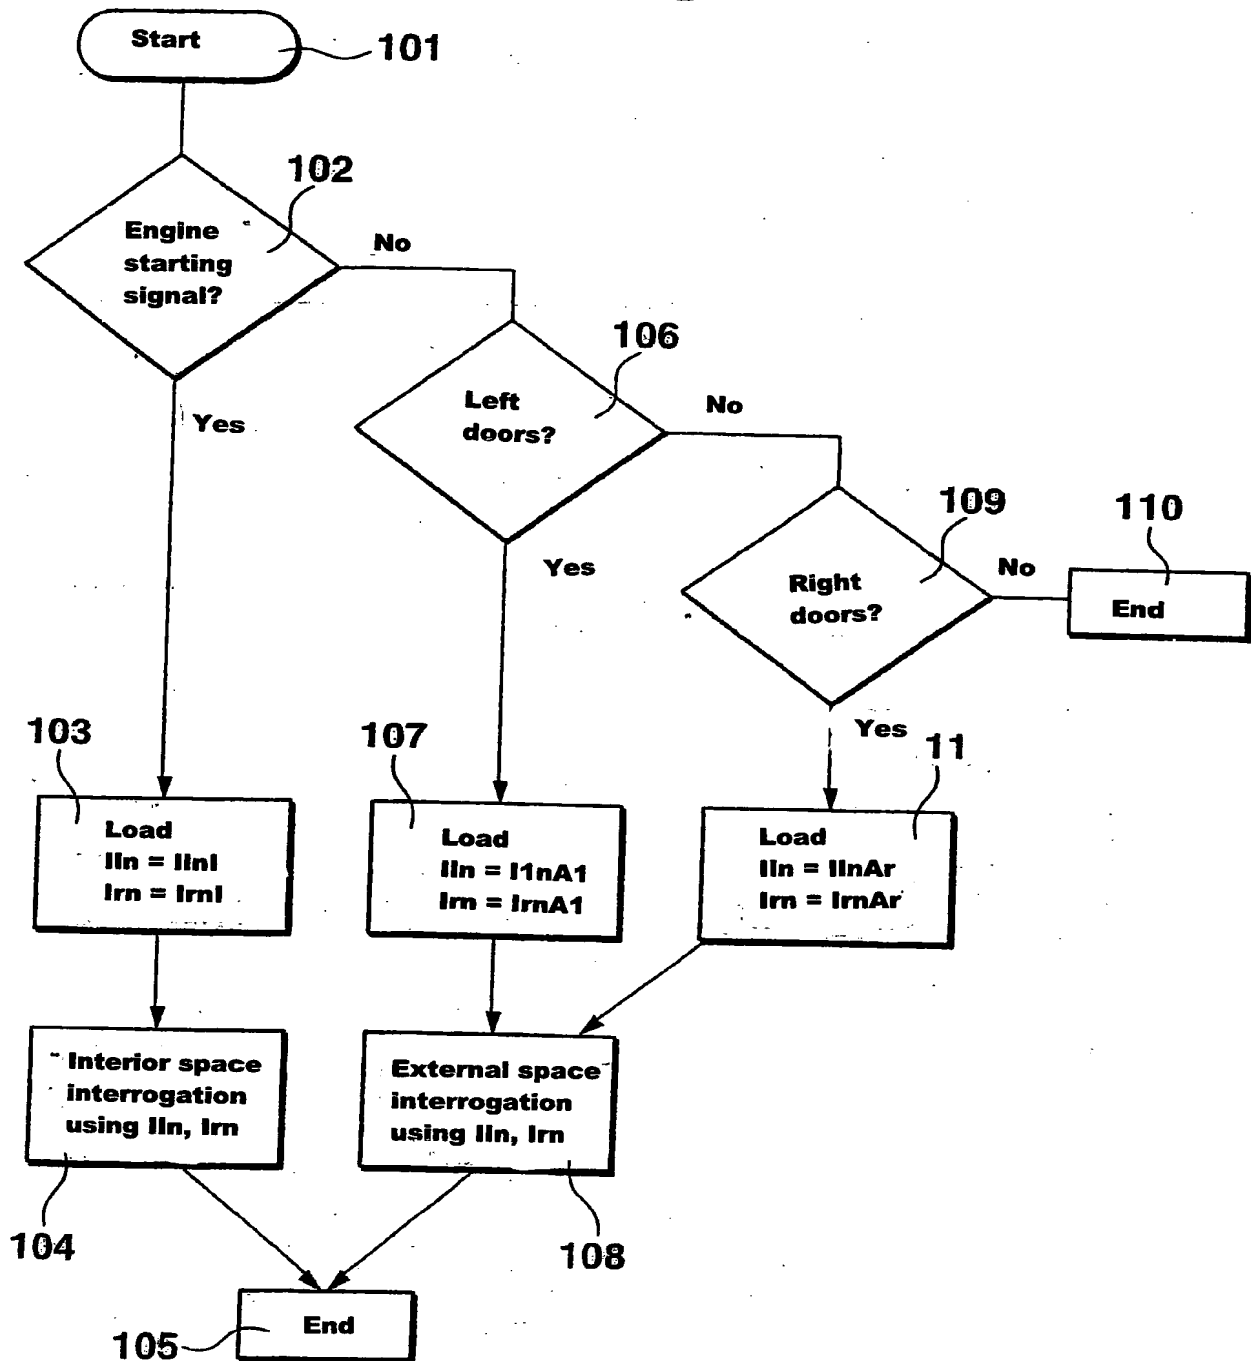 Start
101
102
Engine
starting
signal?
No
Yes
106
Left
doors?
No
Yes
109
Right
doors?
No
110
End
Yes
103
Load
Iln = IlnI
Irn = IrnI
107
Load
Iln = I1nA1
Irn = IrnA1
11
Load
Iln = IlnAr
Irn = IrnAr
Interior space
interrogation
using Iln, Irn
104
External space
interrogation
using Iln, Irn
108
End
105